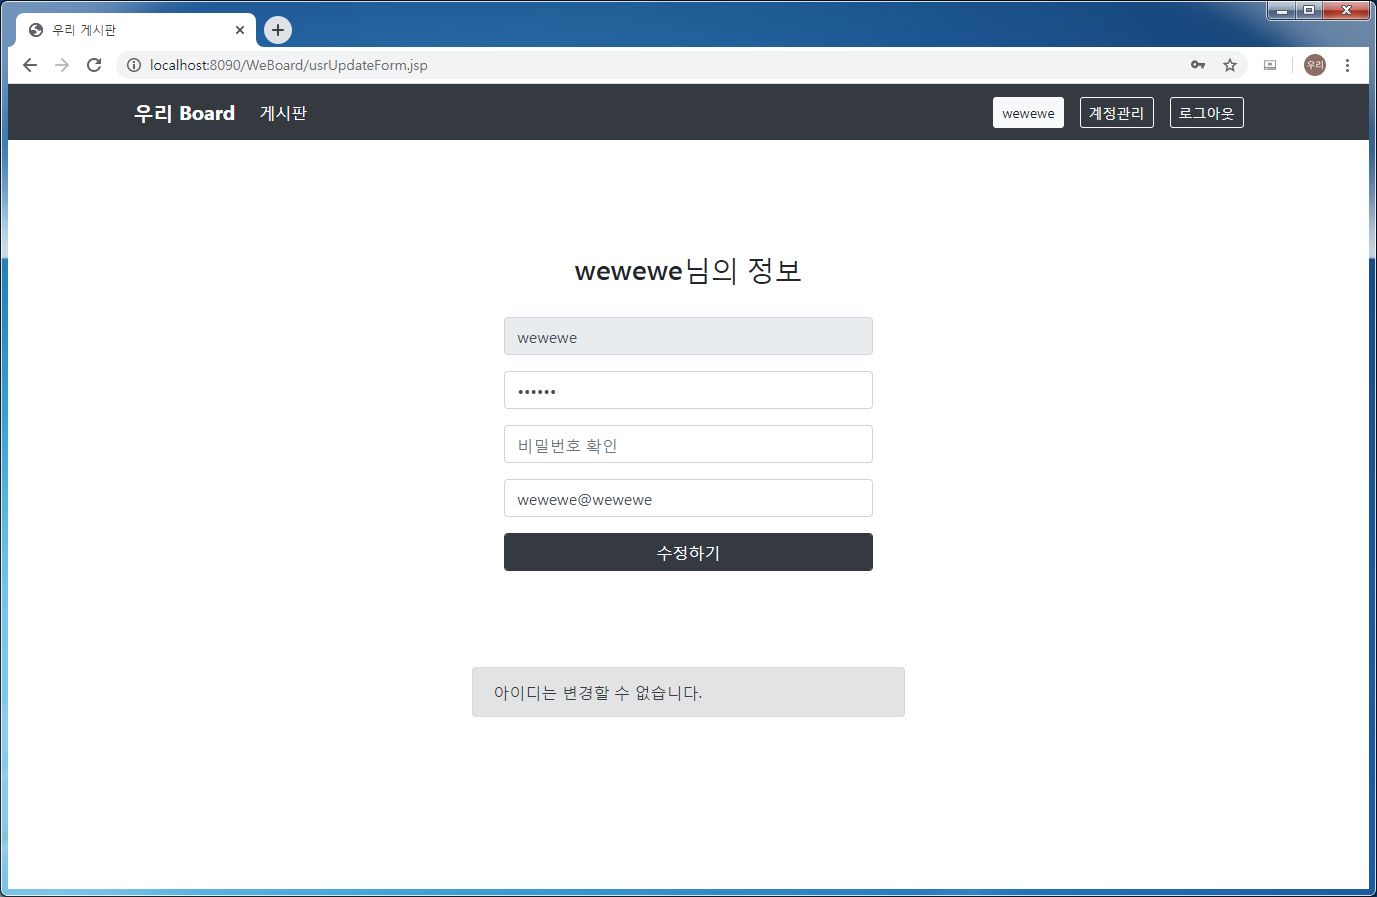 우리 게시판
localhost:8090/WeBoard/usrUpdateForm.jsp
우리
우리 Board 게시판 wewewe 계정관리 로그아웃
wewewe님의 정보
wewewe
••••••
비밀번호 확인
wewewe@wewewe
수정하기
아이디는 변경할 수 없습니다.